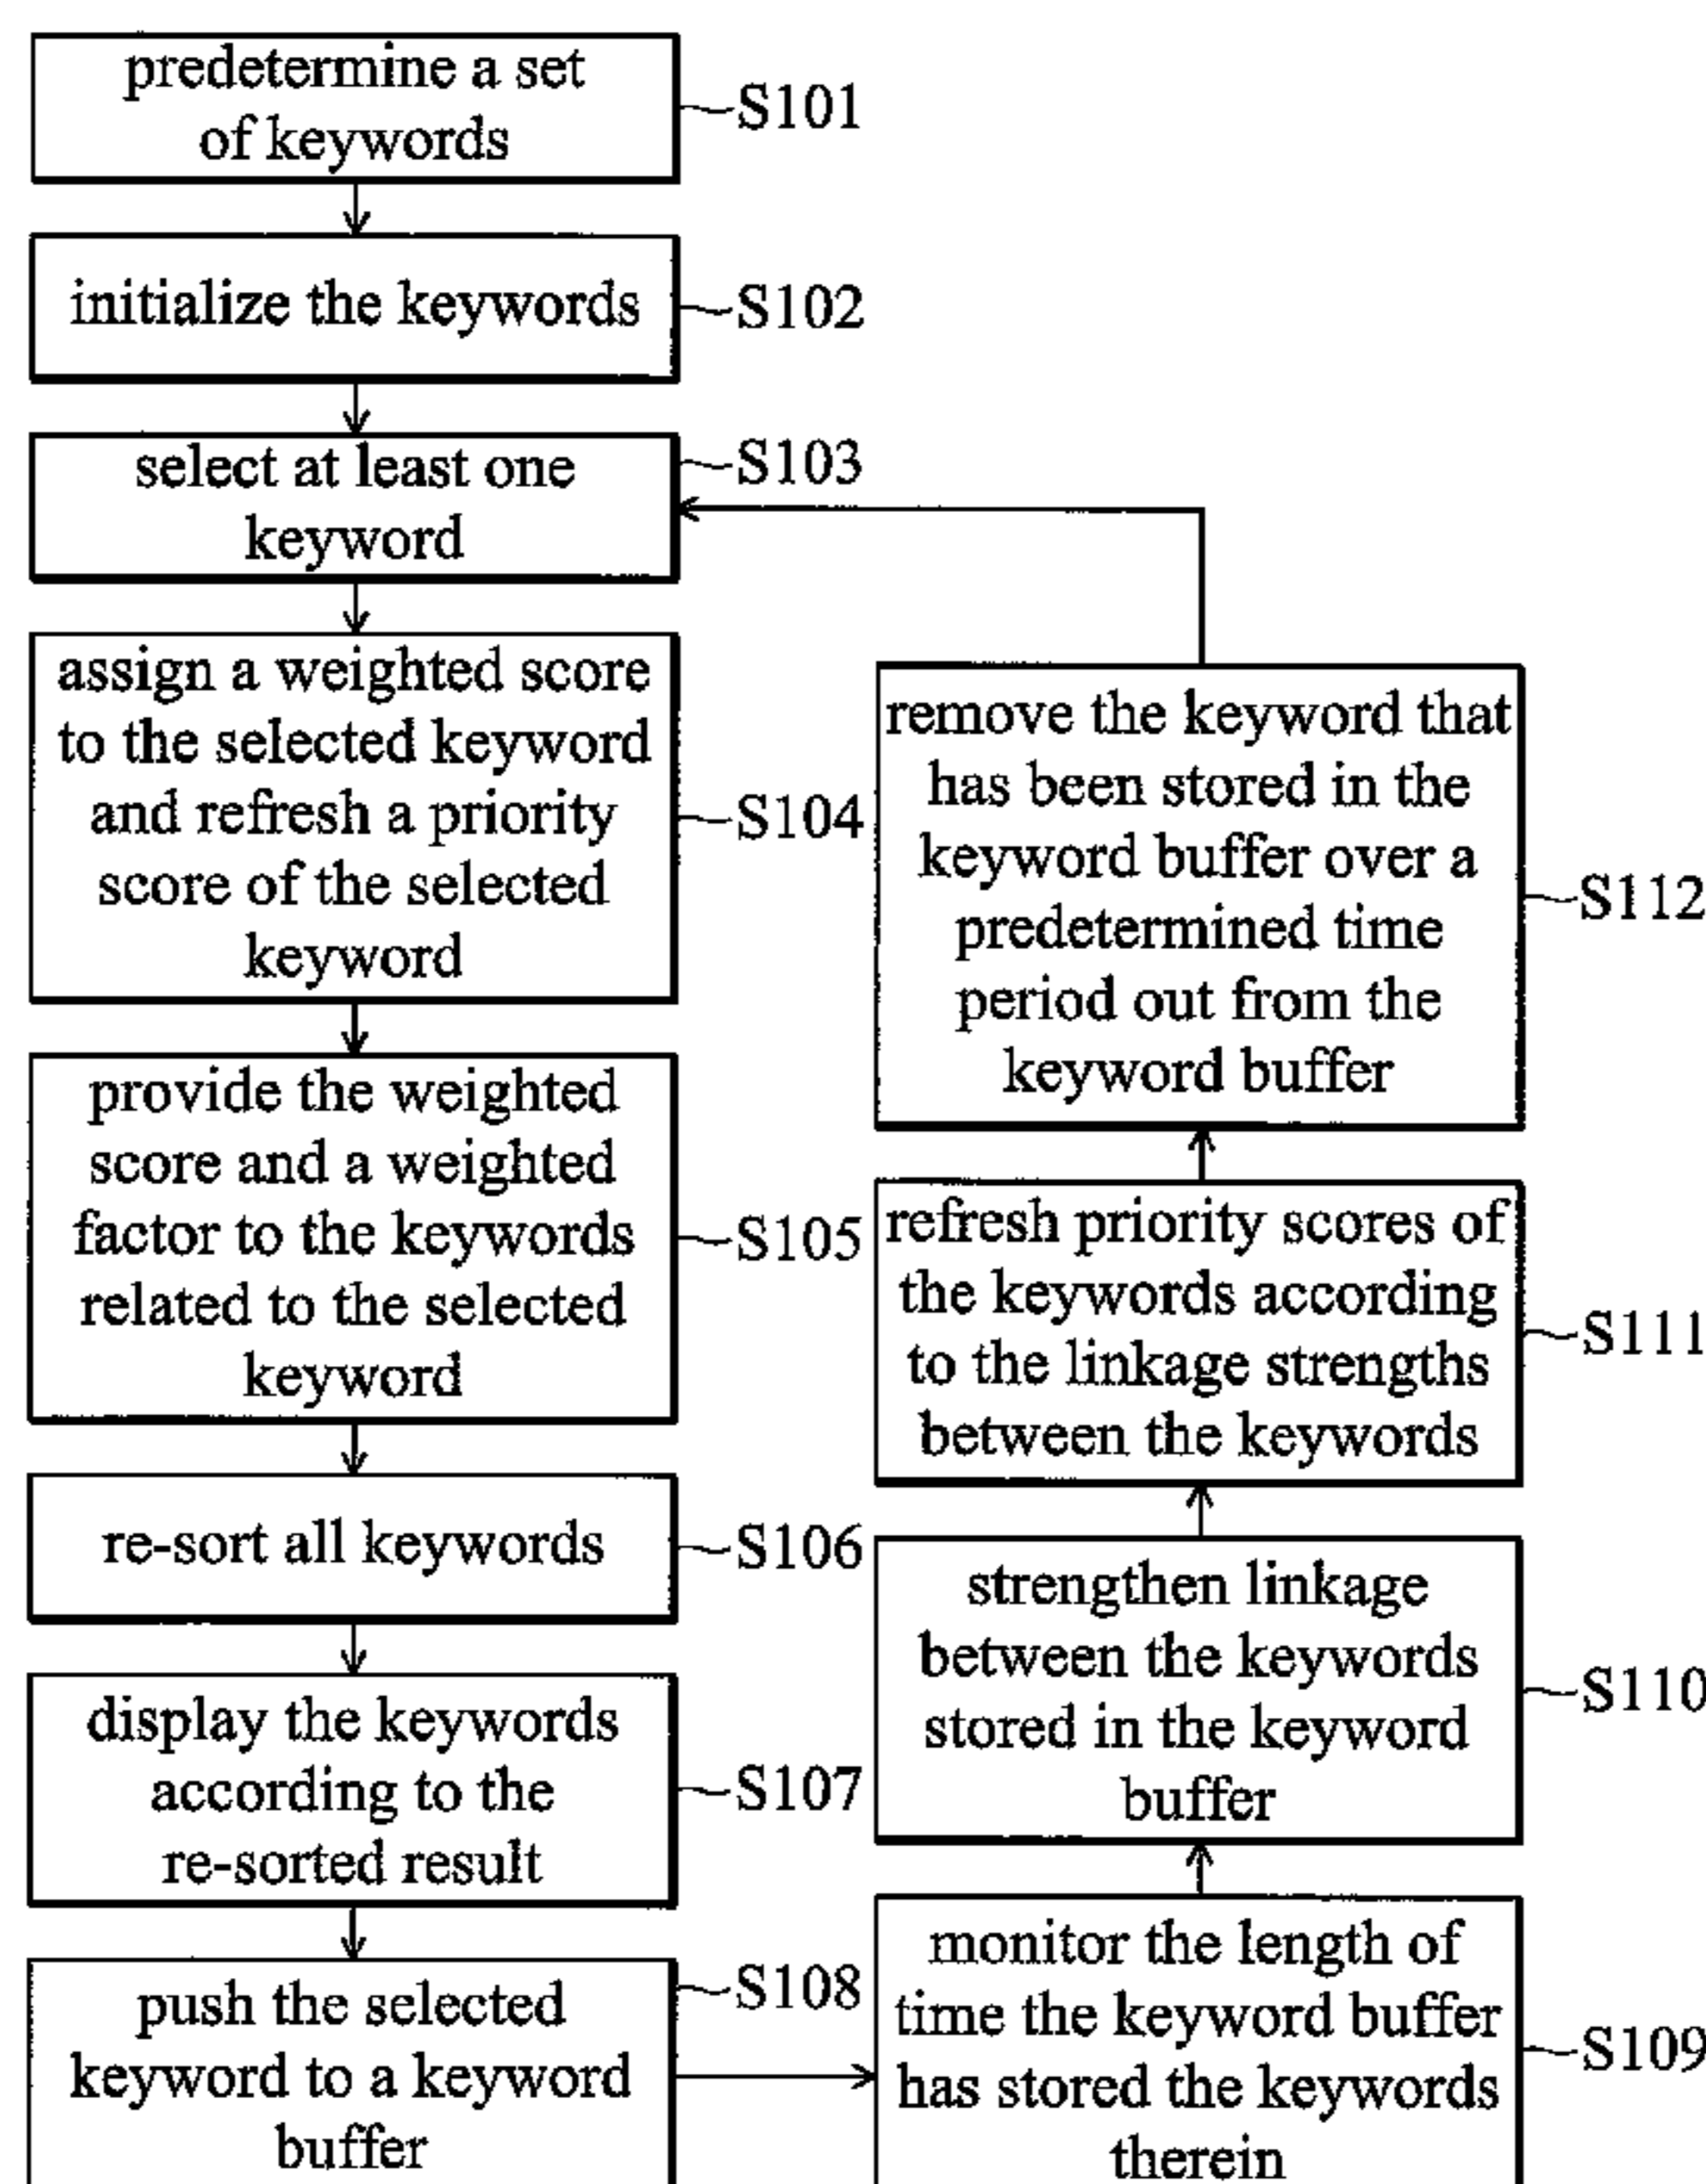 predetermine a set
of keywords
S101
initialize the keywords
S102
select at least one
keyword
S103
assign a weighted score
to the selected keyword
and refresh a priority
score of the selected
keyword
S104
provide the weighted
score and a weighted
factor to the keywords
related to the selected
keyword
S105
re-sort all keywords
S106
display the keywords
according to the
re-sorted result
S107
push the selected
keyword to a keyword
buffer
S108
monitor the length of
time the keyword buffer
has stored the keywords
therein
S109
strengthen linkage
between the keywords
stored in the keyword
buffer
S110
refresh priority scores of
the keywords according
to the linkage strengths
between the keywords
S111
remove the keyword that
has been stored in the
keyword buffer over a
predetermined time
period out from the
keyword buffer
S112